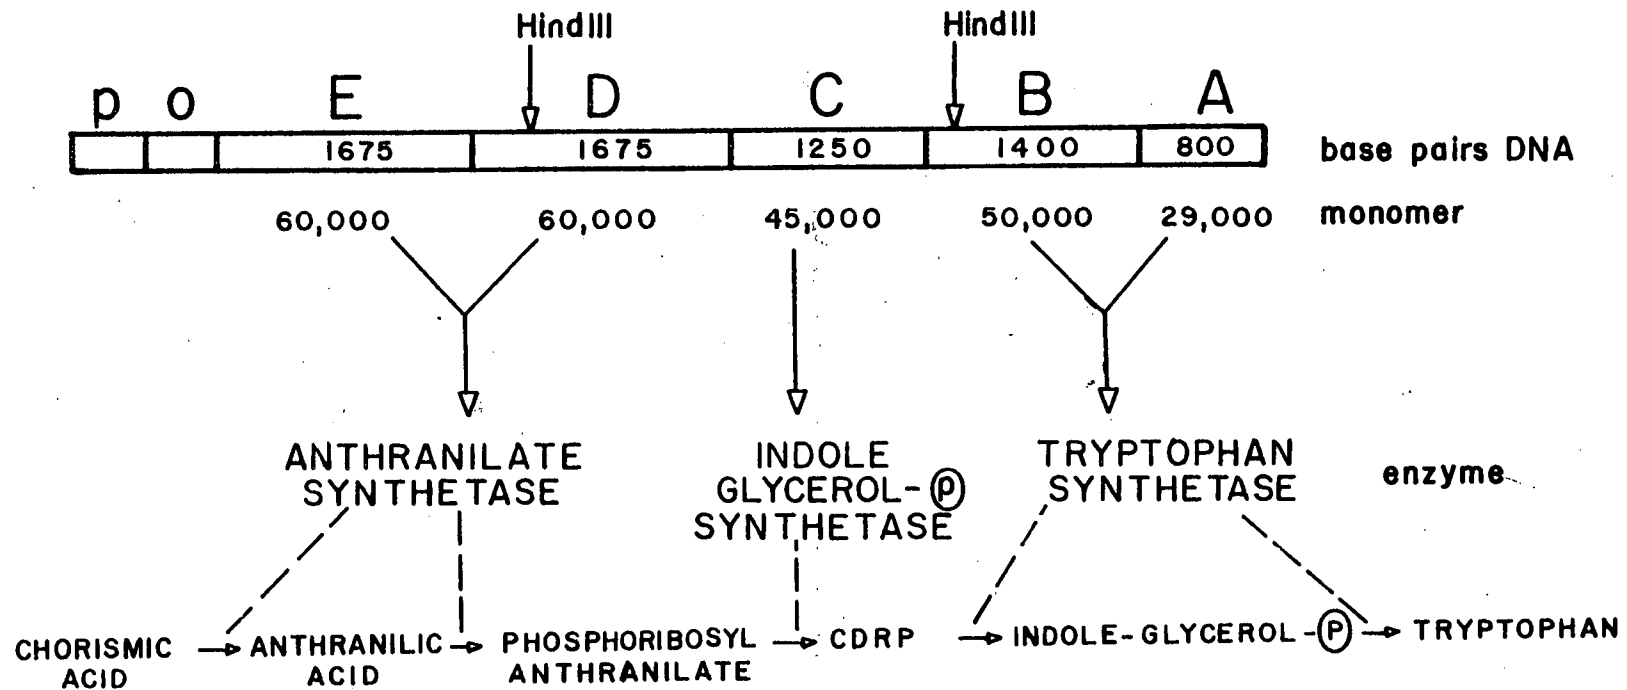 HindIII HindIII
p o E D C B A
1675 1675 1250 1400 800 base pairs DNA
60,000 60,000 45,000 50,000 29,000 monomer
ANTHRANILATE
SYNTHETASE
INDOLE
GLYCEROL-P
SYNTHETASE
TRYPTOPHAN
SYNTHETASE
enzyme
CHORISMIC
ACID
ANTHRANILIC
ACID
PHOSPHORIBOSYL
ANTHRANILATE
CDRP
INDOLE-GLYCEROL-P
TRYPTOPHAN